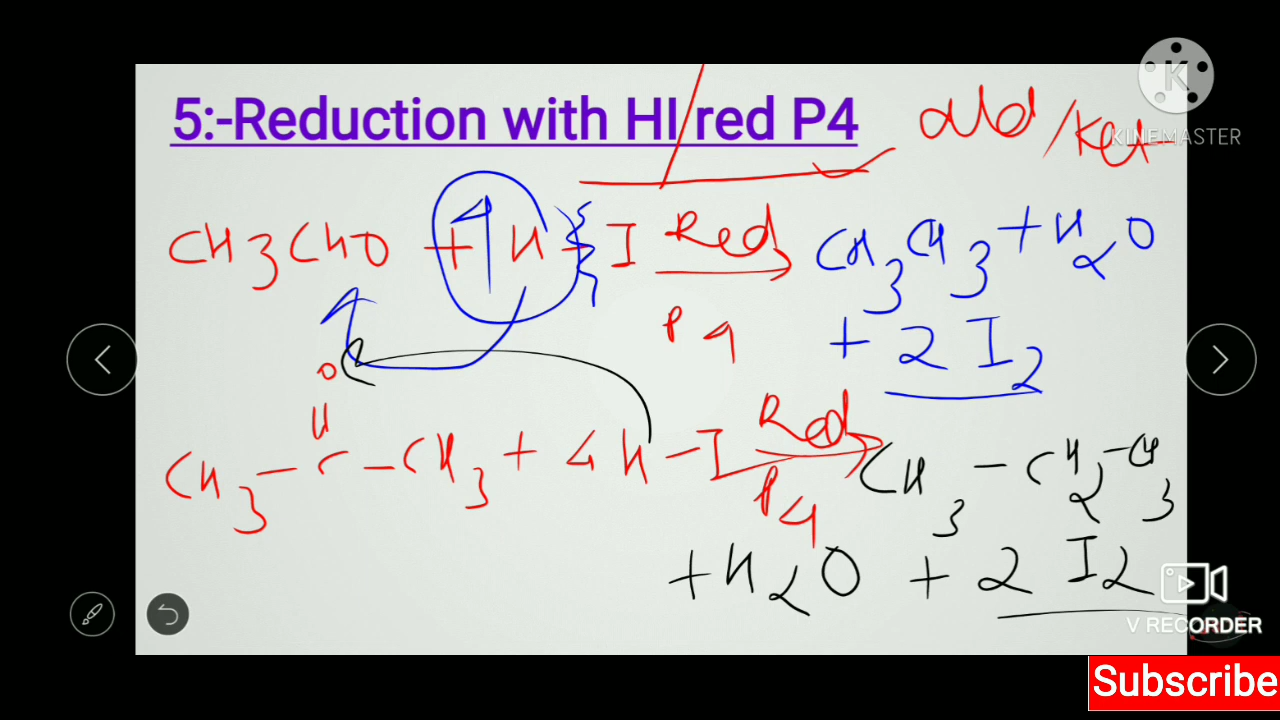 5:-Reduction with HI/red P4
Ald/Ket
KINEMASTER
CH3CHO + 4H-I Red P4 CH3CH3 + H2O
+ 2I2
O
CH3-C-CH3 + 4H-I Red P4 CH3-CH2-CH3
+ H2O + 2I2
V RECORDER
Subscribe